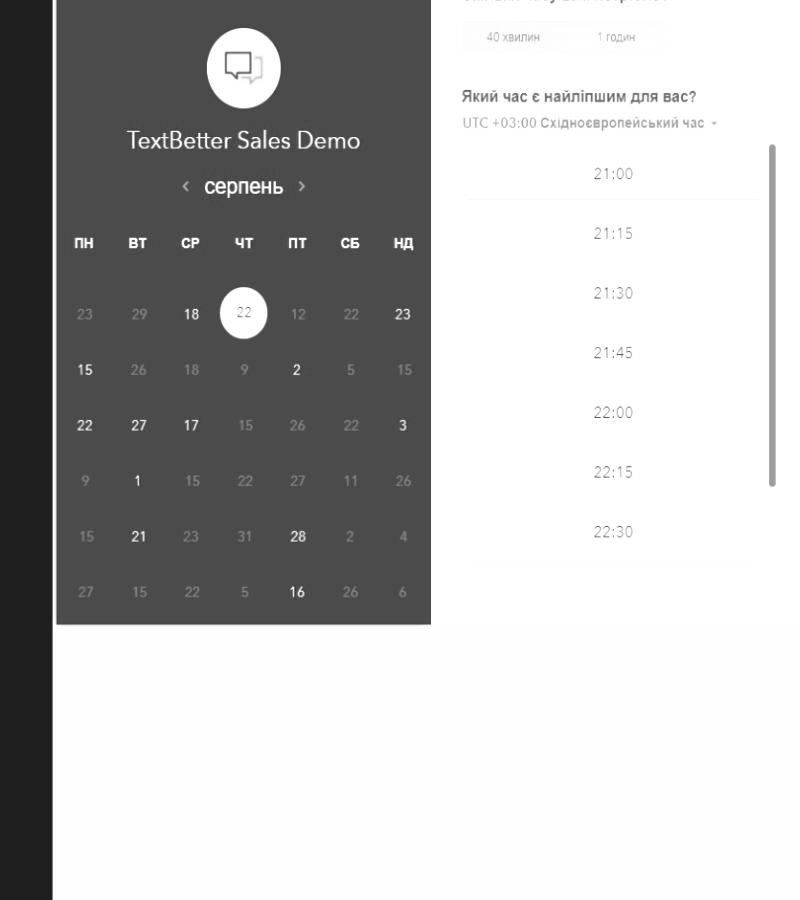 TextBetter Sales Demo
серпень
ПН ВТ СР ЧТ ПТ СБ НД
23 29 18 22 12 22 23
15 26 18 9 2 5 15
22 27 17 15 26 22 3
9 1 15 22 27 11 26
15 21 23 31 28 2 4
27 15 22 5 16 26 6
40 хвилин 1 годин
Який час є найліпшим для вас?
UTC +03:00 Східноєвропейський час
21:00
21:15
21:30
21:45
22:00
22:15
22:30